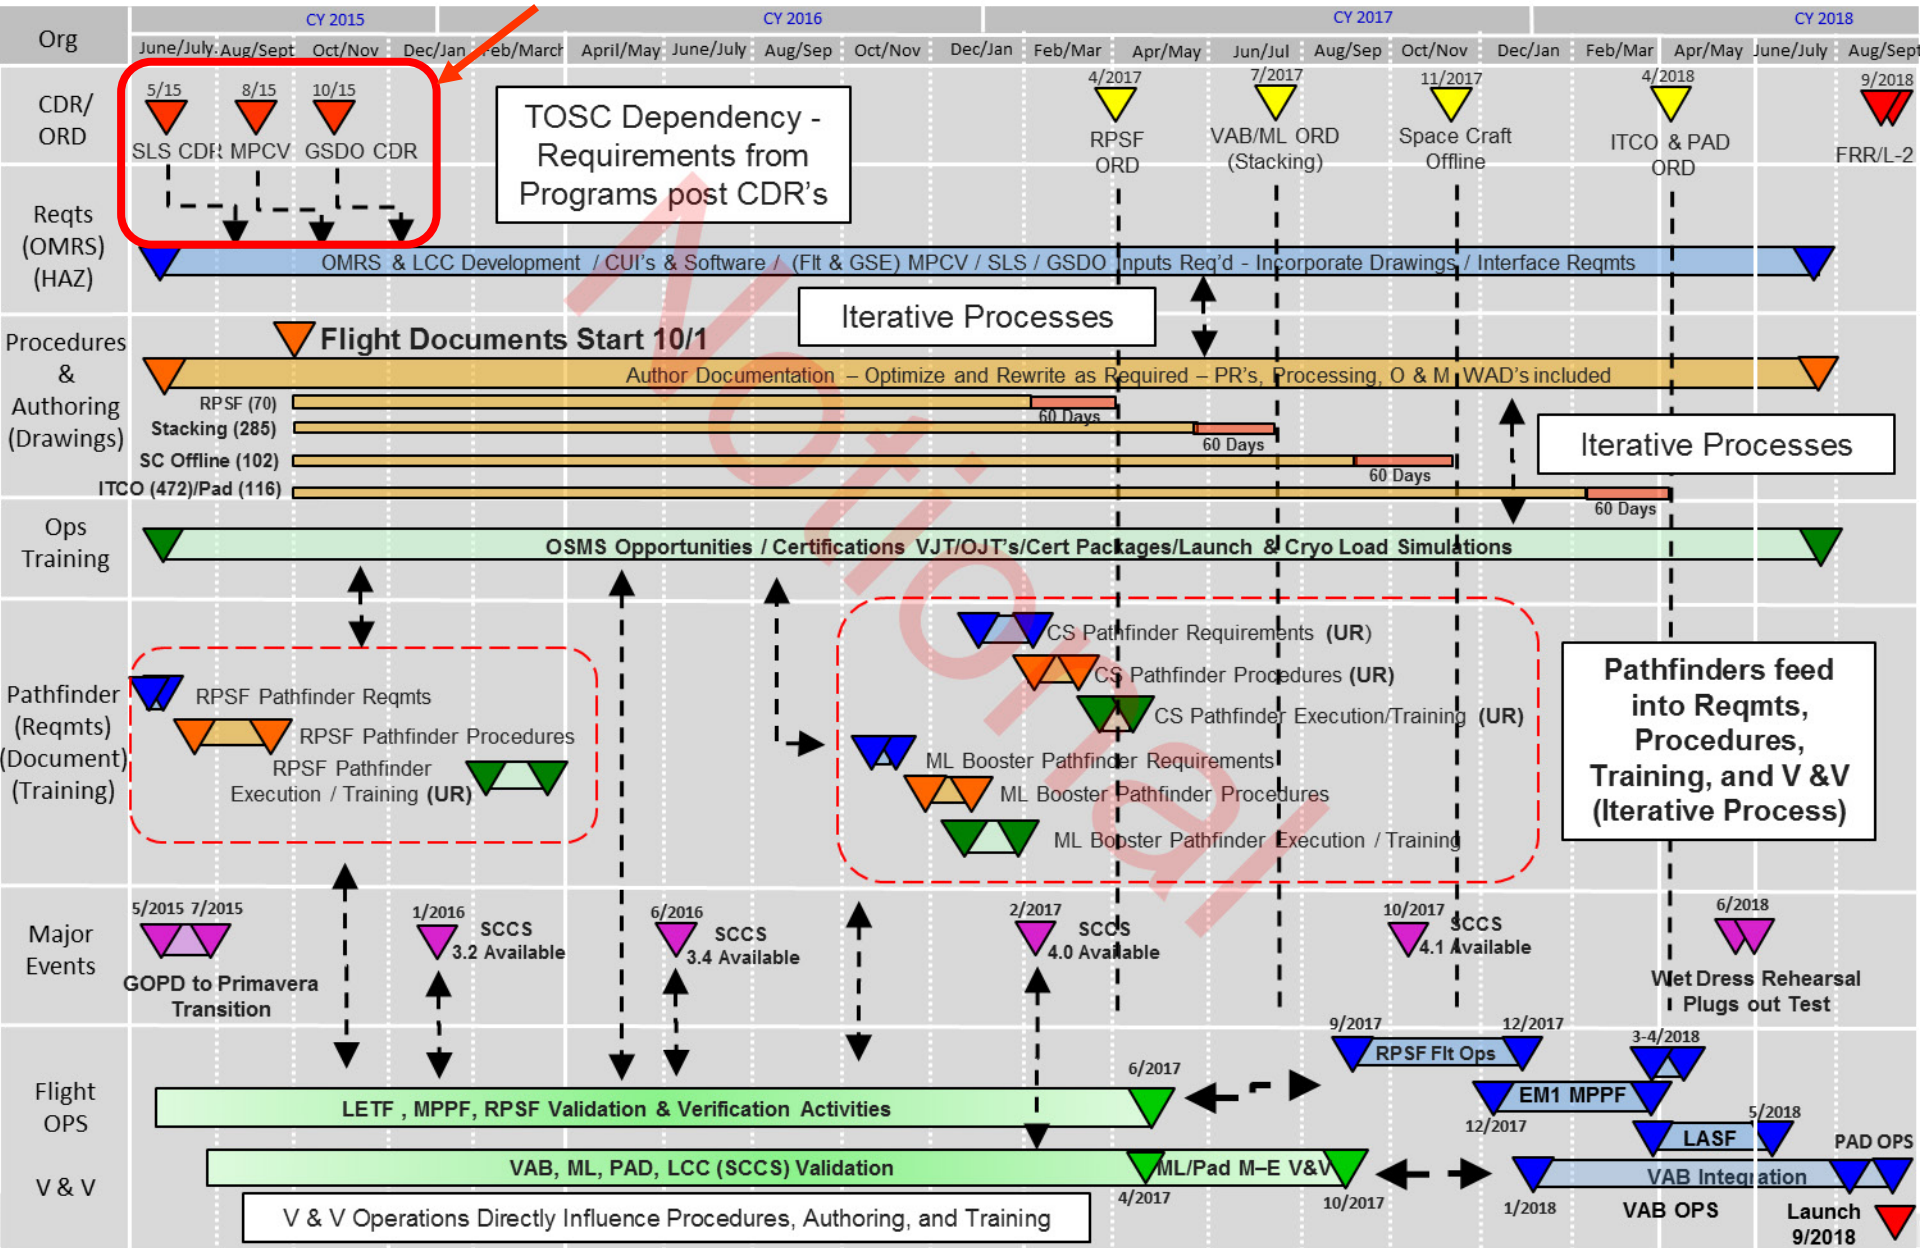 CY 2015
CY 2016
CY 2017
CY 2018
Org
June/July
Aug/Sept
Oct/Nov
Dec/Jan
Feb/March
April/May
June/July
Aug/Sep
Oct/Nov
Dec/Jan
Feb/Mar
Apr/May
Jun/Jul
Aug/Sep
Oct/Nov
Dec/Jan
Feb/Mar
Apr/May
June/July
Aug/Sept
CDR/
ORD
5/15
8/15
10/15
SLS CDR
MPCV
GSDO CDR
TOSC Dependency -
Requirements from
Programs post CDR's
4/2017
RPSF
ORD
7/2017
VAB/ML ORD
(Stacking)
11/2017
Space Craft
Offline
4/2018
ITCO & PAD
ORD
9/2018
FRR/L-2
Reqts
(OMRS)
(HAZ)
OMRS & LCC Development / CUI's & Software / (Flt & GSE) MPCV / SLS / GSDO Inputs Req'd - Incorporate Drawings / Interface Reqmts
Iterative Processes
Procedures
&
Authoring
(Drawings)
Flight Documents Start 10/1
Author Documentation – Optimize and Rewrite as Required – PR's, Processing, O & M WAD's included
RPSF (70)
60 Days
Stacking (285)
60 Days
SC Offline (102)
60 Days
ITCO (472)/Pad (116)
60 Days
Iterative Processes
Ops
Training
OSMS Opportunities / Certifications VJT/OJT's/Cert Packages/Launch & Cryo Load Simulations
Pathfinder
(Reqmts)
(Document)
(Training)
RPSF Pathfinder Reqmts
RPSF Pathfinder Procedures
RPSF Pathfinder
Execution / Training (UR)
CS Pathfinder Requirements (UR)
CS Pathfinder Procedures (UR)
CS Pathfinder Execution/Training (UR)
ML Booster Pathfinder Requirements
ML Booster Pathfinder Procedures
ML Booster Pathfinder Execution / Training
Pathfinders feed
into Reqmts,
Procedures,
Training, and V &V
(Iterative Process)
Notional
Major
Events
5/2015
7/2015
GOPD to Primavera
Transition
1/2016
SCCS
3.2 Available
6/2016
SCCS
3.4 Available
2/2017
SCCS
4.0 Available
10/2017
SCCS
4.1 Available
6/2018
Wet Dress Rehearsal
Plugs out Test
Flight
OPS
V & V
LETF , MPPF, RPSF Validation & Verification Activities
6/2017
9/2017
RPSF Flt Ops
12/2017
3-4/2018
EM1 MPPF
12/2017
LASF
5/2018
PAD OPS
VAB, ML, PAD, LCC (SCCS) Validation
4/2017
ML/Pad M–E V&V
10/2017
VAB Integration
1/2018
VAB OPS
Launch
9/2018
V & V Operations Directly Influence Procedures, Authoring, and Training